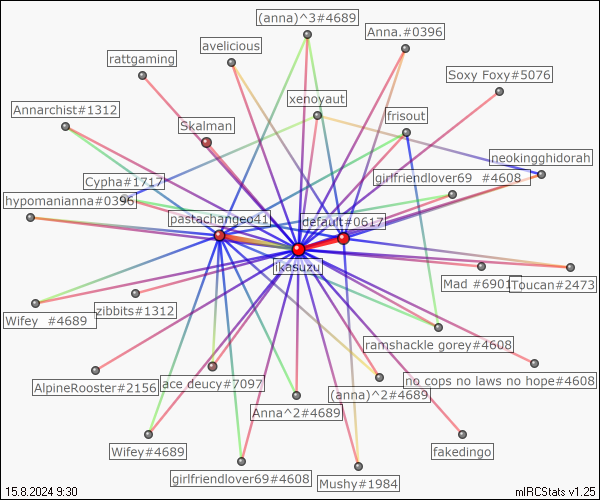 (anna)^3#4689
Anna.#0396
avelicious
rattgaming
Soxy Foxy#5076
xenoyaut
Annarchist#1312
frisout
Skalman
neokingghidorah
Cypha#1717
girlfriendlover69 #4608
hypomanianna#0396
pastachangeo41
default#0617
ikasuzu
Mad #6901
Toucan#2473
zibbits#1312
Wifey #4689
ramshackle gorey#4608
AlpineRooster#2156
ace deucy#7097
no cops no laws no hope#4608
(anna)^2#4689
Anna^2#4689
Wifey#4689
fakedingo
girlfriendlover69#4608
Mushy#1984
15.8.2024 9:30
mIRCStats v1.25